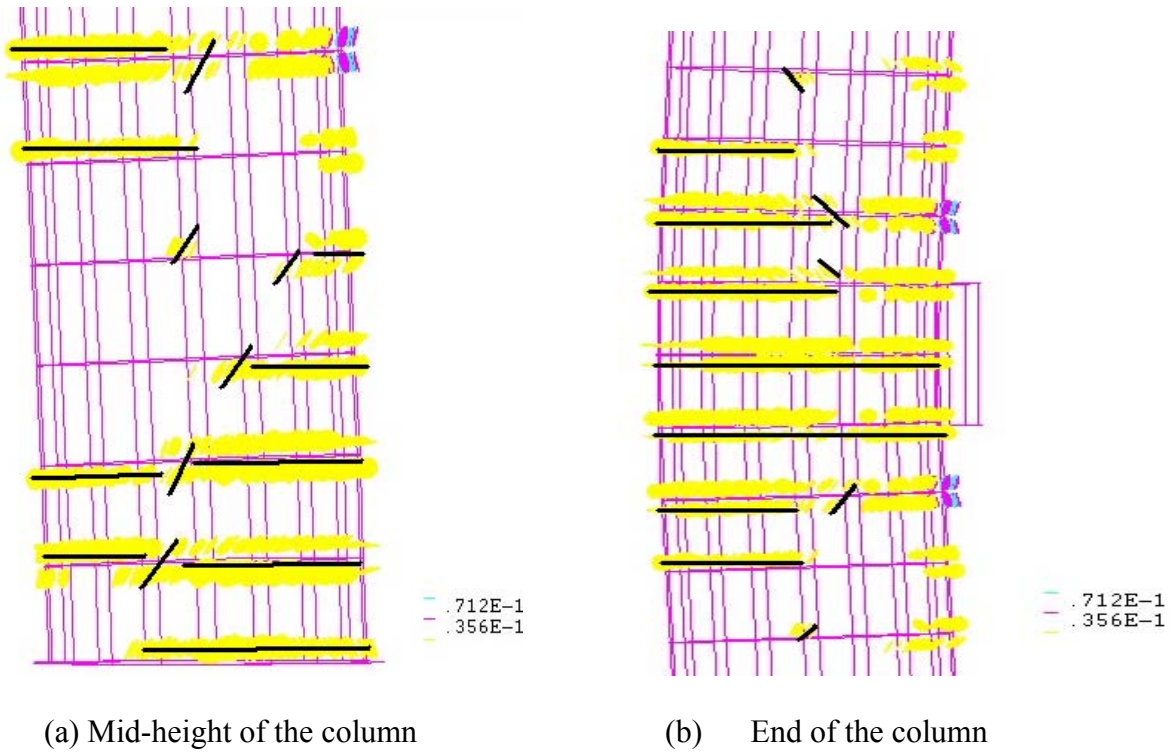 .712E-1
.356E-1
.712E-1
.356E-1
(a) Mid-height of the column
(b) End of the column